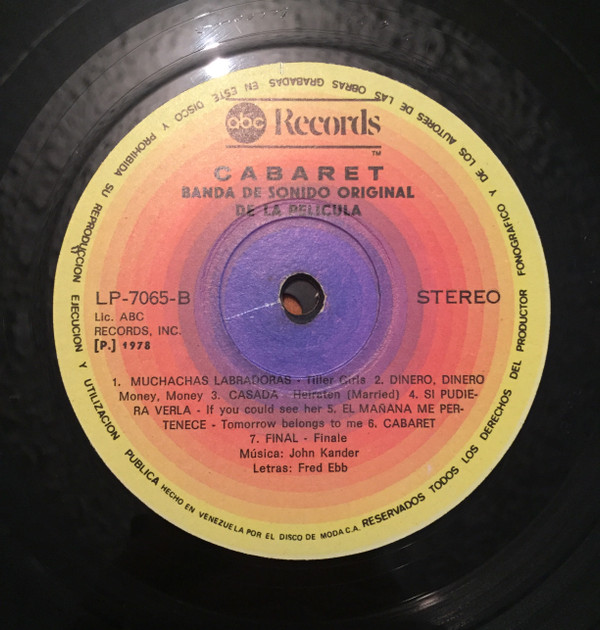 abc Records
TM
CABARET
BANDA DE SONIDO ORIGINAL
DE LA PELICULA
LP-7065-B
STEREO
Lic. ABC
RECORDS, INC.
[P.] 1978
1. MUCHACHAS LABRADORAS - Tiller Girls 2. DINERO, DINERO
Money, Money 3. CASADA - Heiraten (Married) 4. SI PUDIE-
RA VERLA - If you could see her 5. EL MAÑANA ME PER-
TENECE - Tomorrow belongs to me 6. CABARET
7. FINAL - Finale
Música: John Kander
Letras: Fred Ebb
RESERVADOS TODOS LOS DERECHOS DEL PRODUCTOR FONOGRAFICO Y DE LOS AUTORES DE LAS OBRAS GRABADAS EN ESTE DISCO Y PROHIBIDA SU REPRODUCCION EJECUCION Y UTILIZACION PUBLICA
HECHO EN VENEZUELA POR EL DISCO DE MODA C.A.